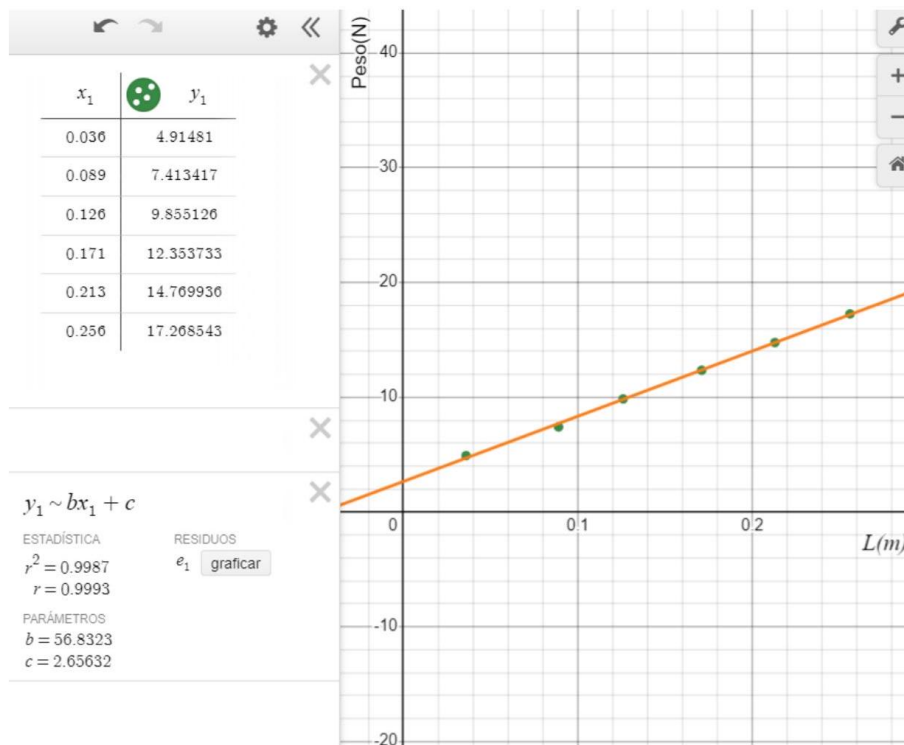 x₁ y₁
0.036 4.91481
0.089 7.413417
0.126 9.855126
0.171 12.353733
0.213 14.769936
0.256 17.268543
y₁ ~ bx₁ + c
ESTADÍSTICA RESIDUOS
r² = 0.9987 e₁ graficar
r = 0.9993
PARÁMETROS
b = 56.8323
c = 2.65632
Peso(N)
40
30
20
10
0 0.1 0.2
L(m)
-10
-20